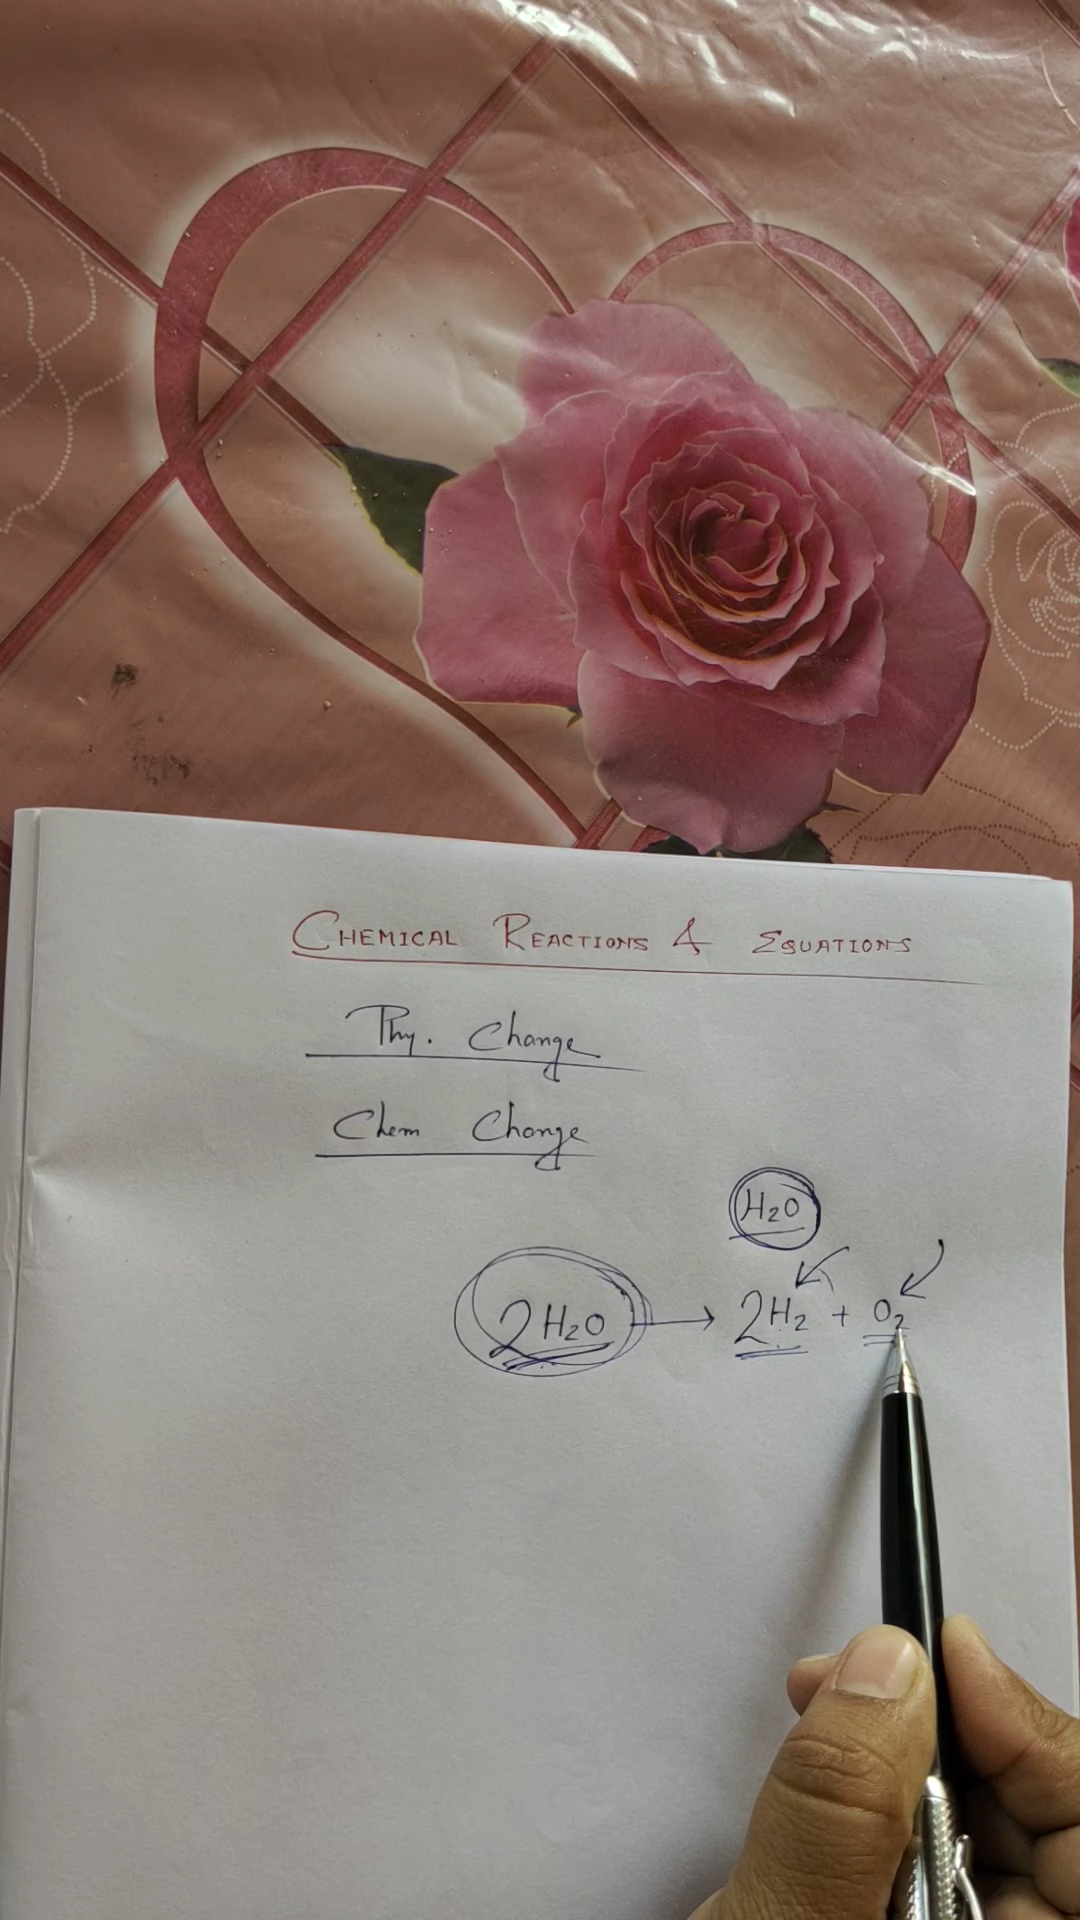 CHEMICAL REACTIONS & EQUATIONS
Phy. Change
Chem Change
H₂O
2H₂O → 2H₂ + O₂